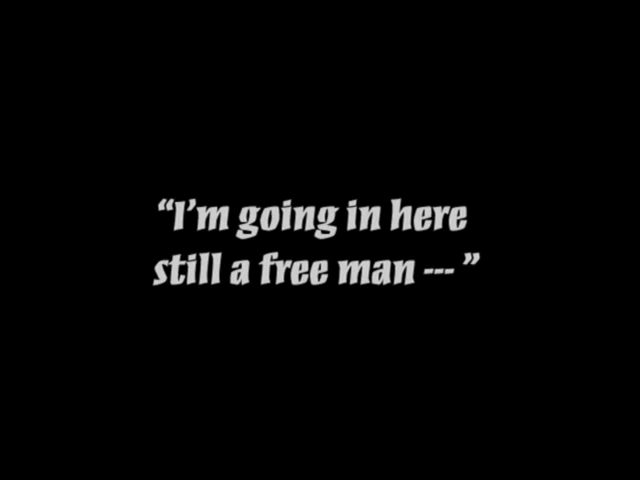 “I’m going in here
still a free man --- ”